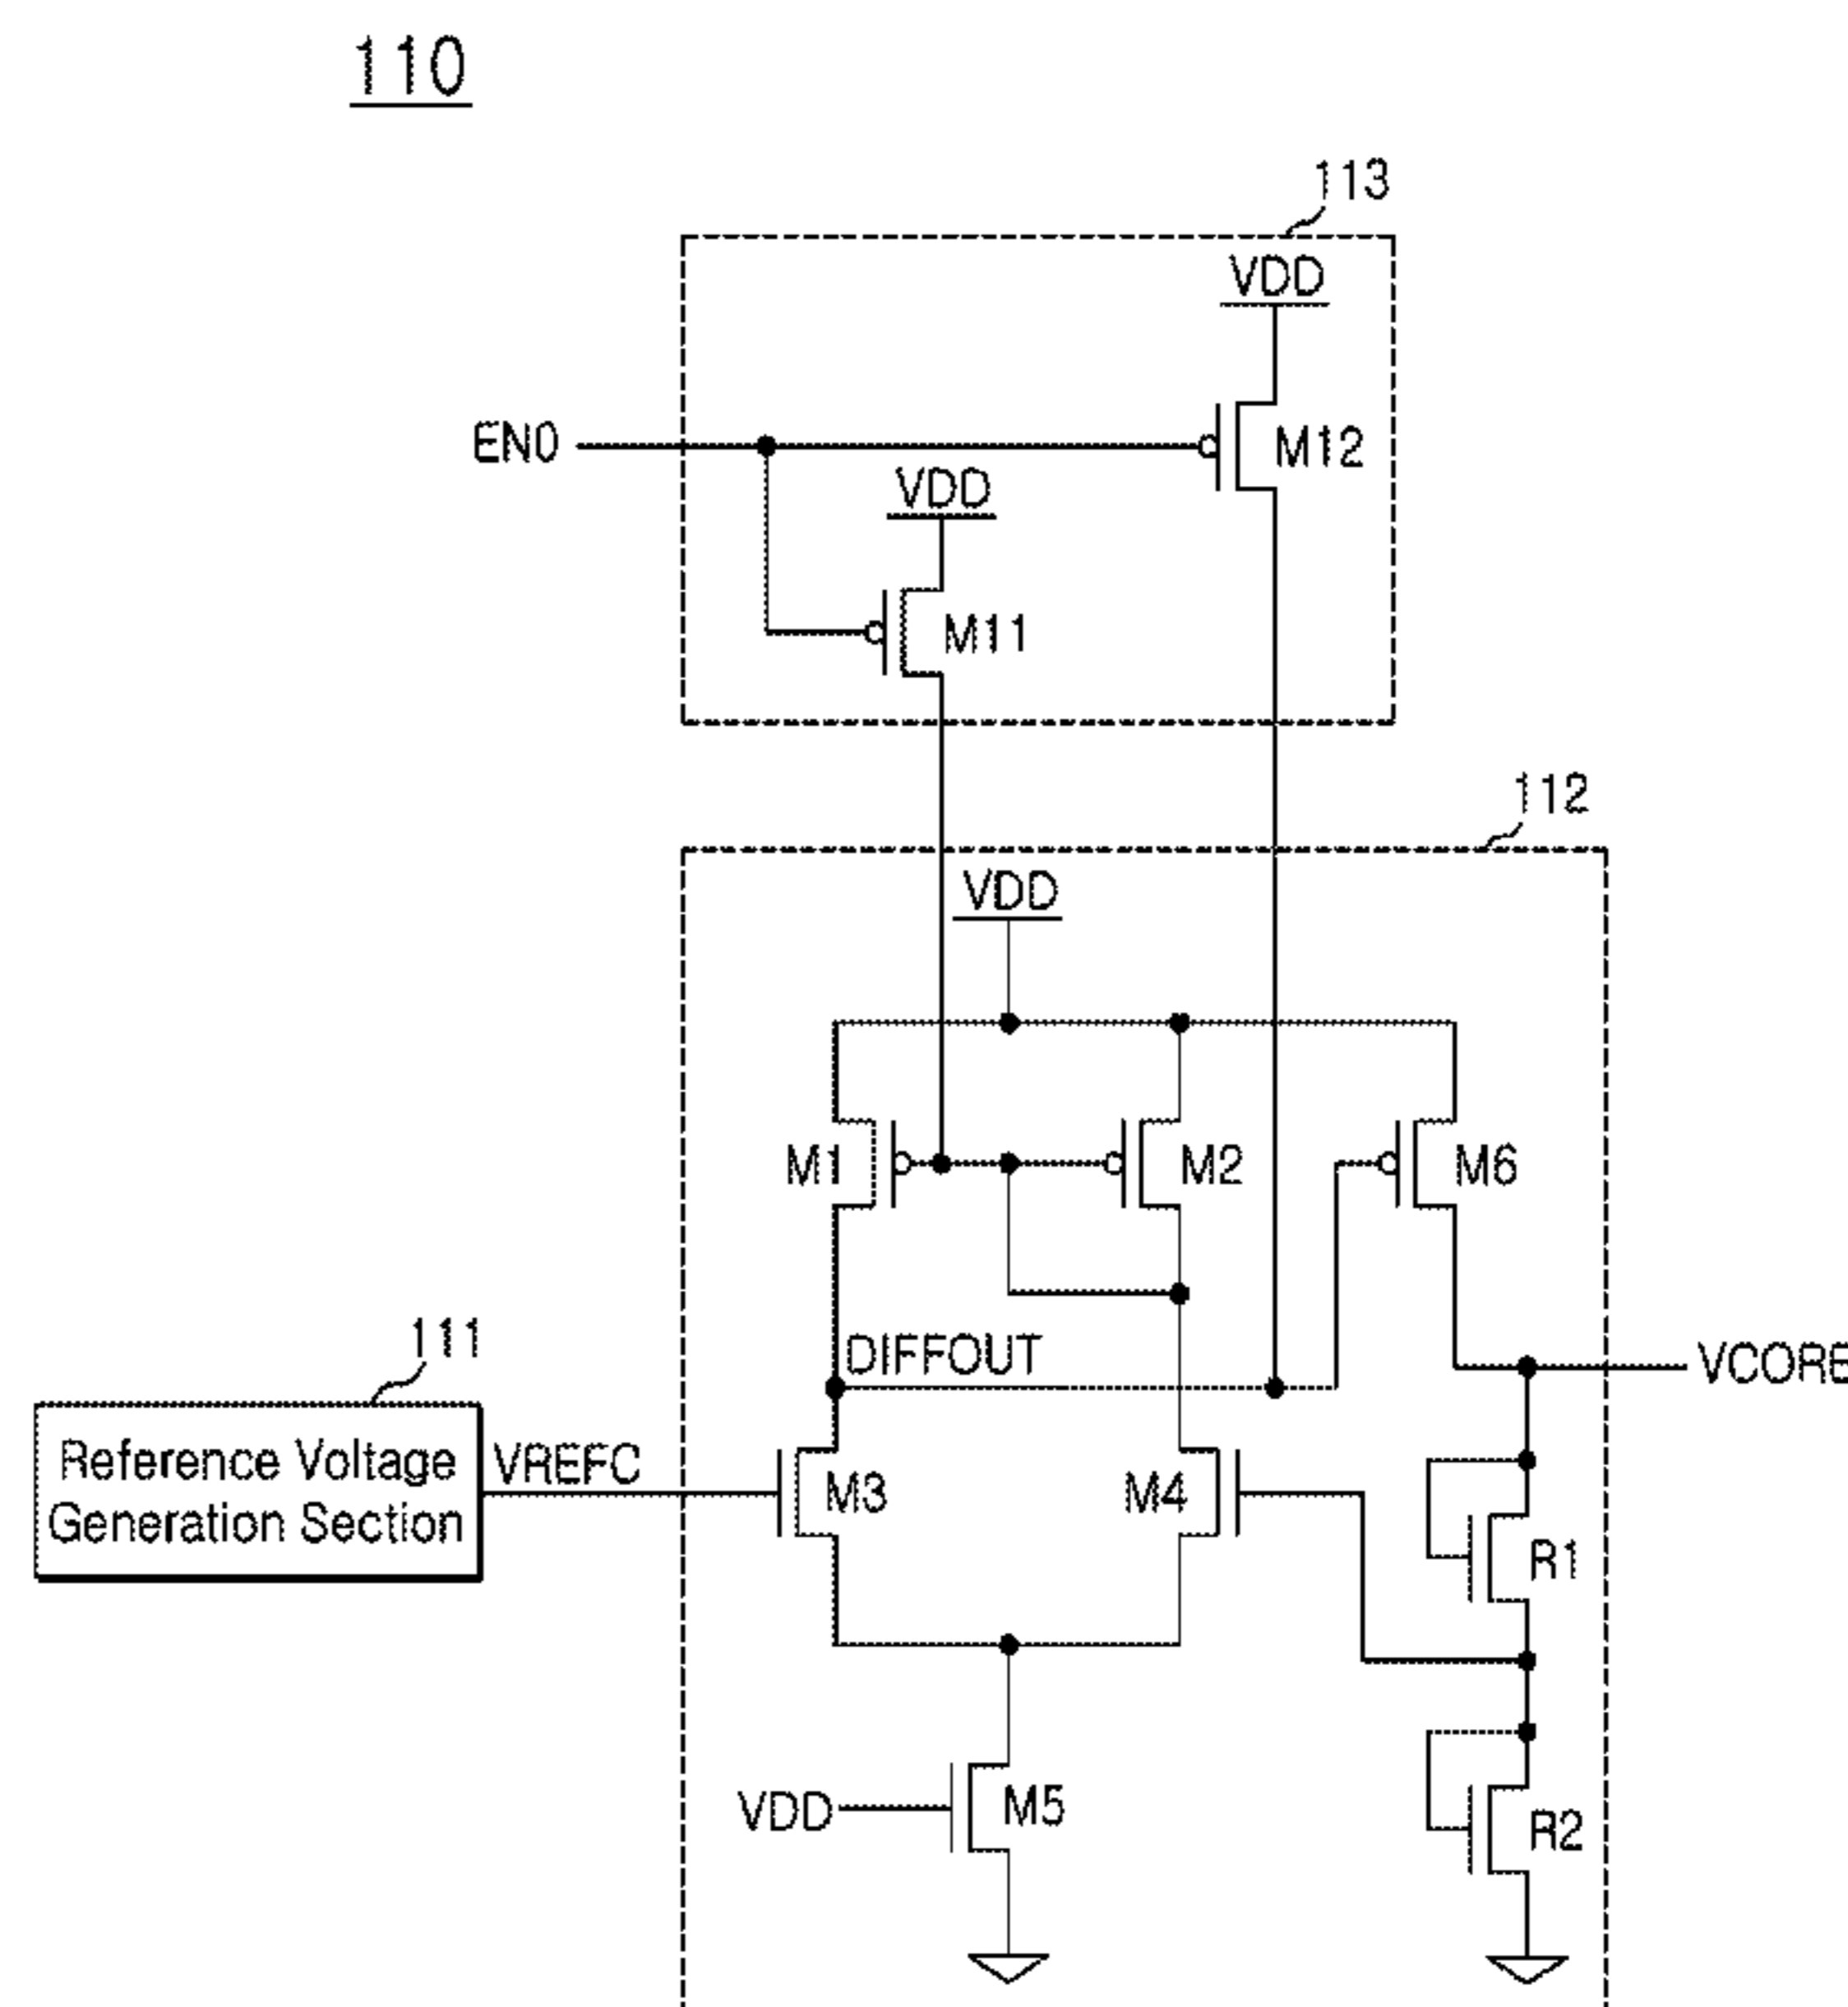 110
113
VDD
EN0
M12
VDD
M11
112
VDD
M1
M2
M6
111
DIFFOUT
VCORE
Reference Voltage
Generation Section
VREFC
M3
M4
R1
VDD
M5
R2